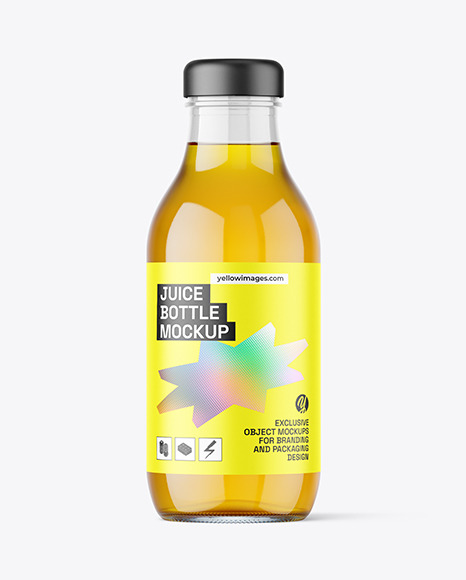 yellowimages.com
JUICE
BOTTLE
MOCKUP
EXCLUSIVE
OBJECT MOCKUPS
FOR BRANDING
AND PACKAGING
DESIGN